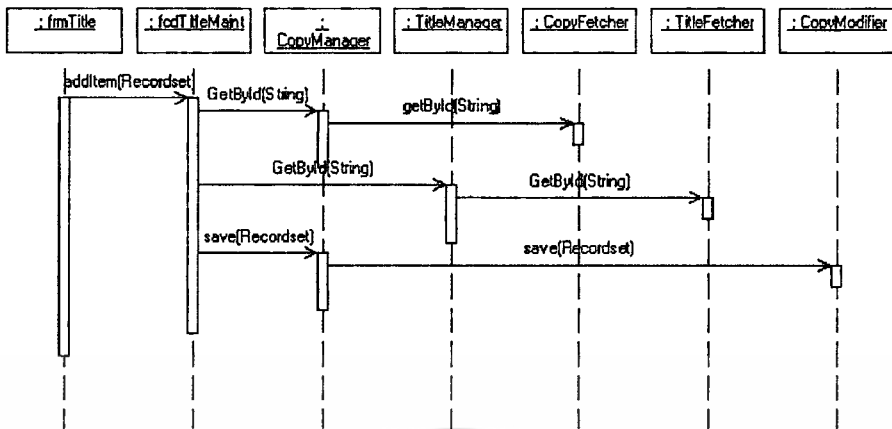 : frmTitle
: fcdTitleMaint
:
CopyManager
: TitleManager
: CopyFetcher
: TitleFetcher
: CopyModifier
addItem(Recordset)
GetById(String)
getById(String)
GetById(String)
GetById(String)
save(Recordset)
save(Recordset)